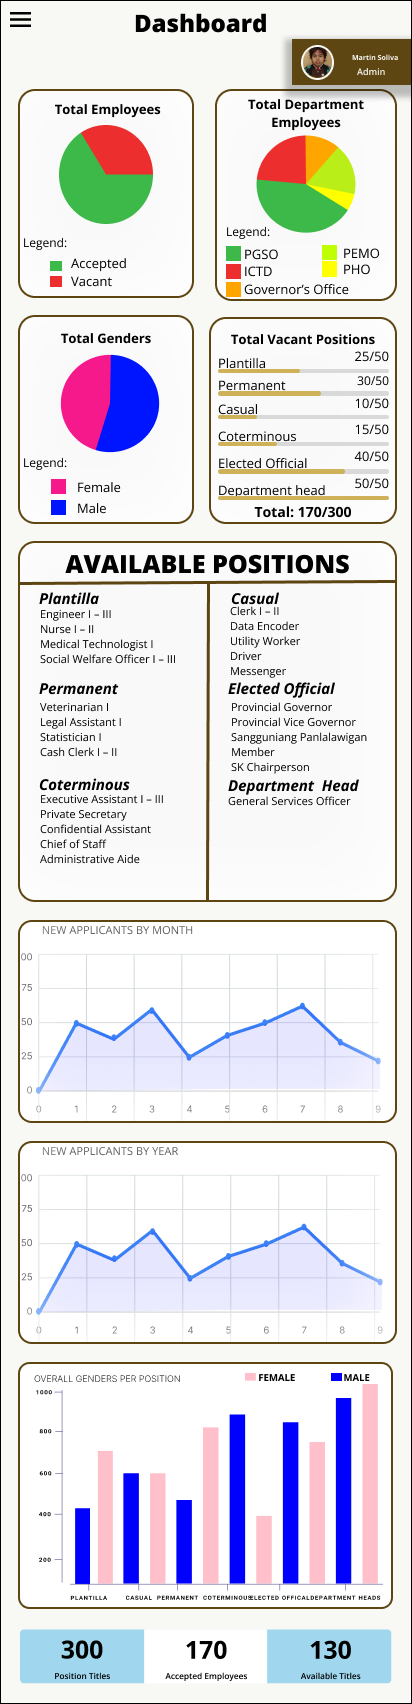 Dashboard
Martin Soliva
Admin
Total Employees
Legend:
Accepted
Vacant
Total Department
Employees
Legend:
PGSO
PEMO
ICTD
PHO
Governor's Office
Total Genders
Legend:
Female
Male
Total Vacant Positions
Plantilla 25/50
Permanent 30/50
Casual 10/50
Coterminous 15/50
Elected Official 40/50
Department head 50/50
Total: 170/300
AVAILABLE POSITIONS
Plantilla
Engineer I – III
Nurse I – II
Medical Technologist I
Social Welfare Officer I – III
Permanent
Veterinarian I
Legal Assistant I
Statistician I
Cash Clerk I – II
Coterminous
Executive Assistant I – III
Private Secretary
Confidential Assistant
Chief of Staff
Administrative Aide
Casual
Clerk I – II
Data Encoder
Utility Worker
Driver
Messenger
Elected Official
Provincial Governor
Provincial Vice Governor
Sangguniang Panlalawigan
Member
SK Chairperson
Department Head
General Services Officer
NEW APPLICANTS BY MONTH
00
75
50
25
0
0 1 2 3 4 5 6 7 8 9
NEW APPLICANTS BY YEAR
00
75
50
25
0
0 1 2 3 4 5 6 7 8 9
OVERALL GENDERS PER POSITION
FEMALE
MALE
1000
800
600
400
200
PLANTILLA CASUAL PERMANENT COTERMINOUS ELECTED OFFICAL DEPARTMENT HEADS
300
Position Titles
170
Accepted Employees
130
Available Titles